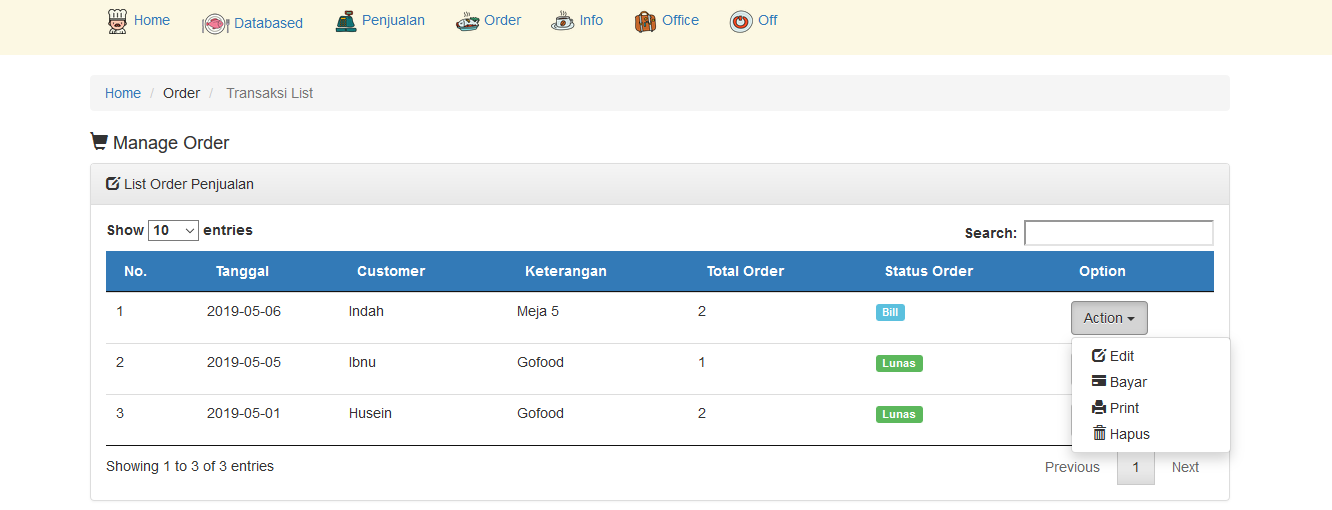 Home Databased Penjualan Order Info Office Off
Home / Order / Transaksi List
Manage Order
List Order Penjualan
Show 10 entries Search:
No. Tanggal Customer Keterangan Total Order Status Order Option
1 2019-05-06 Indah Meja 5 2 Bill Action
2 2019-05-05 Ibnu Gofood 1 Lunas
3 2019-05-01 Husein Gofood 2 Lunas
Edit
Bayar
Print
Hapus
Showing 1 to 3 of 3 entries Previous 1 Next